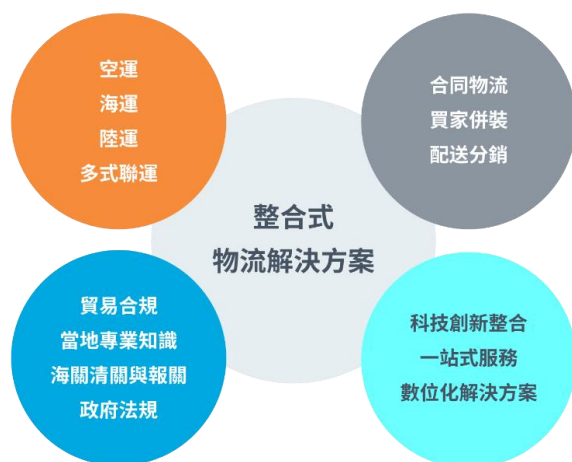 空運
海運
陸運
多式聯運
合同物流
買家併裝
配送分銷
整合式
物流解決方案
貿易合規
當地專業知識
海關清關與報關
政府法規
科技創新整合
一站式服務
數位化解決方案